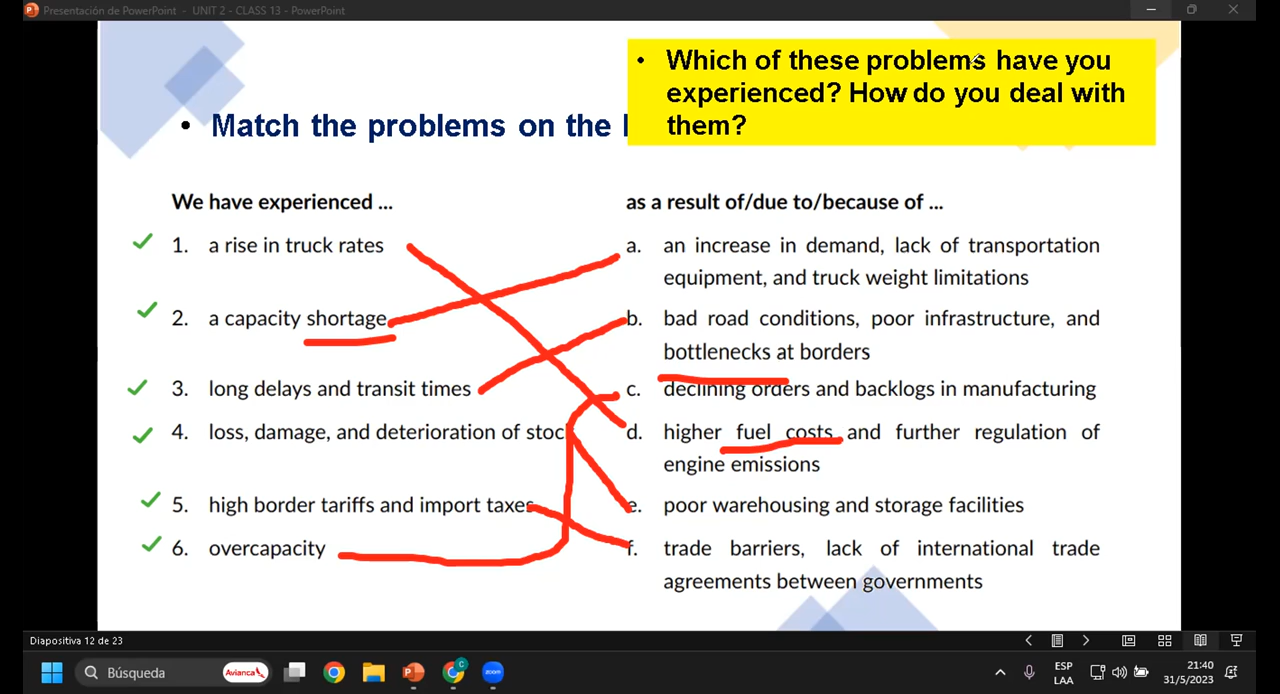 Presentación de PowerPoint - UNIT 2 - CLASS 13 - PowerPoint
• Which of these problems have you
experienced? How do you deal with
them?
• Match the problems on the
We have experienced ...
as a result of/due to/because of ...
1. a rise in truck rates
a. an increase in demand, lack of transportation
equipment, and truck weight limitations
2. a capacity shortage
b. bad road conditions, poor infrastructure, and
bottlenecks at borders
3. long delays and transit times
c. declining orders and backlogs in manufacturing
4. loss, damage, and deterioration of stoc
d. higher fuel costs and further regulation of
engine emissions
5. high border tariffs and import taxes
e. poor warehousing and storage facilities
6. overcapacity
f. trade barriers, lack of international trade
agreements between governments
Diapositiva 12 de 23
Búsqueda
Avianca
zoom
ESP
LAA
21:40
31/5/2023